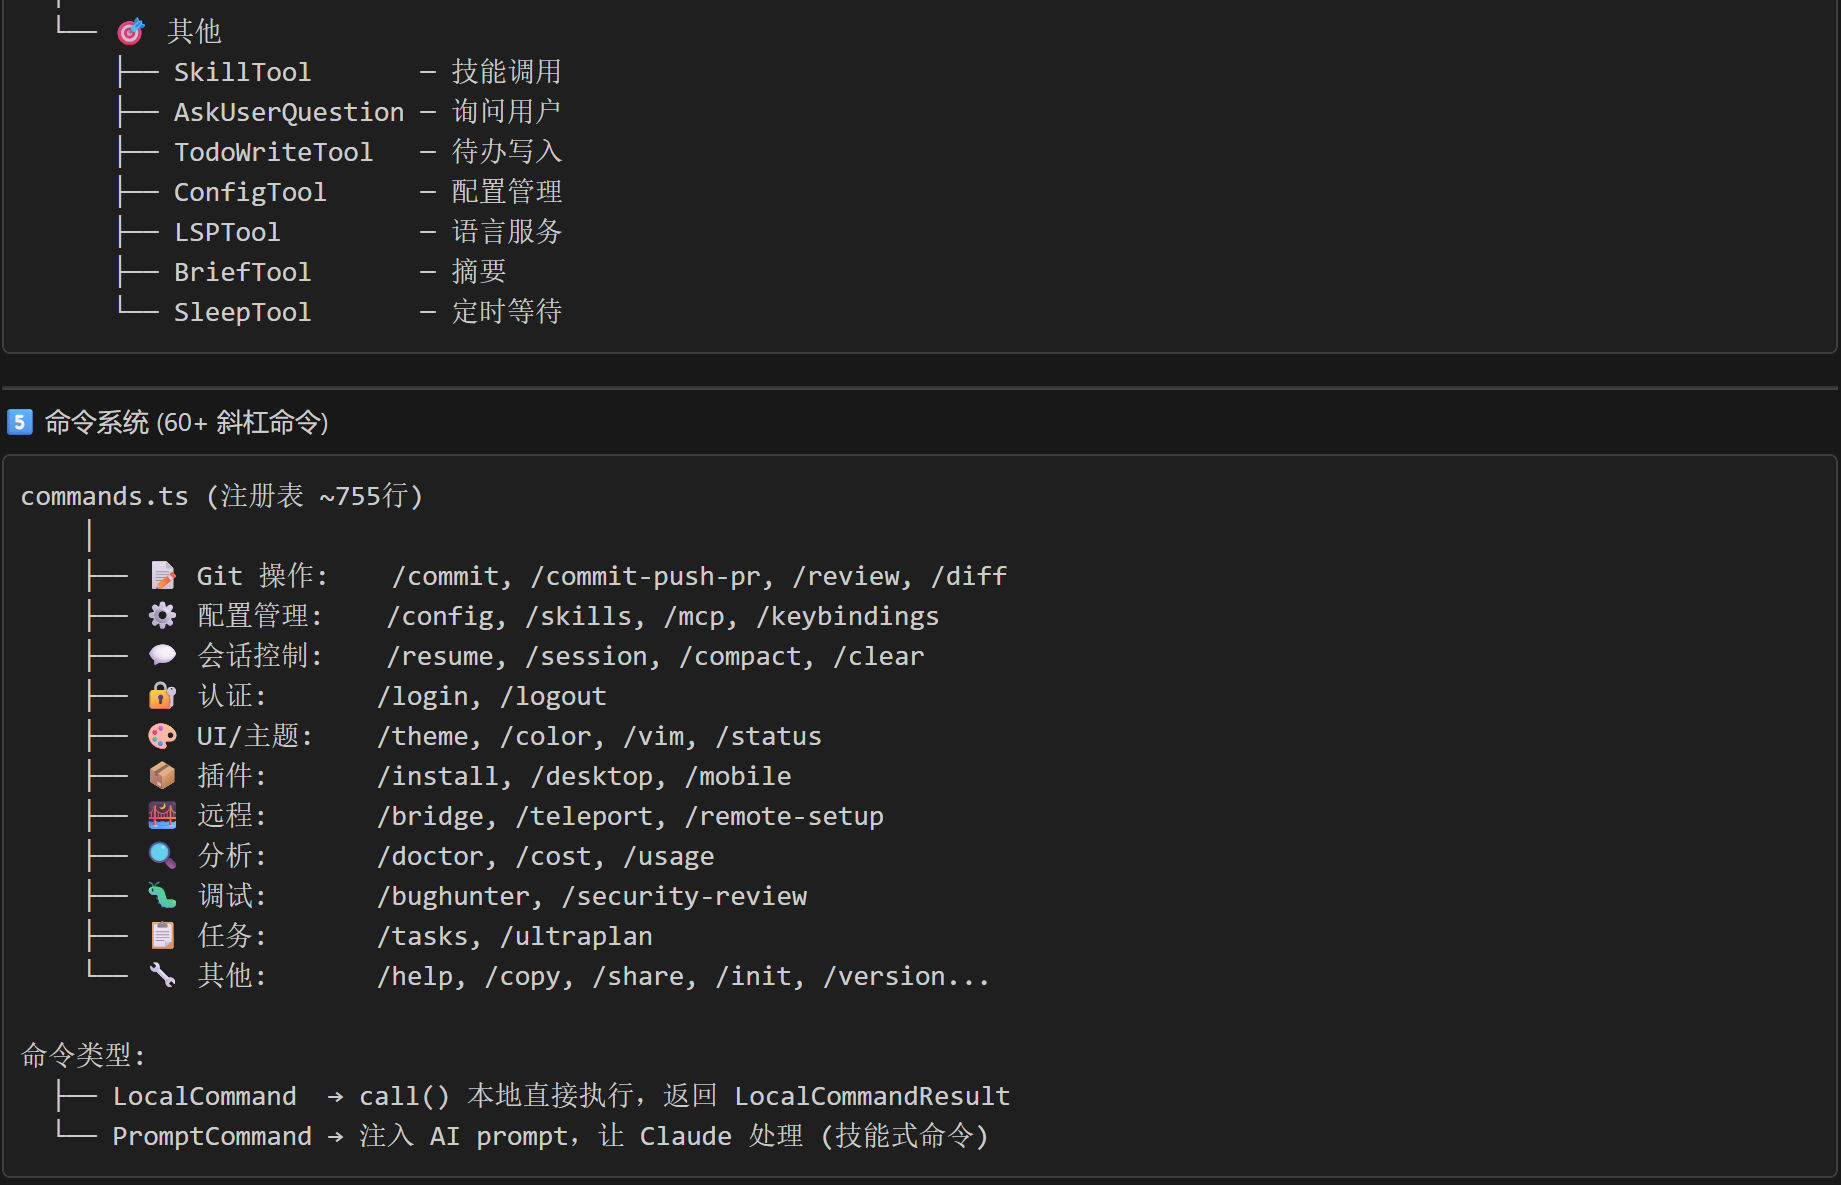 └── 🎯 其他
├── SkillTool — 技能调用
├── AskUserQuestion — 询问用户
├── TodoWriteTool — 待办写入
├── ConfigTool — 配置管理
├── LSPTool — 语言服务
├── BriefTool — 摘要
└── SleepTool — 定时等待
5️⃣ 命令系统 (60+ 斜杠命令)
commands.ts (注册表 ~755行)
│
├── 📝 Git 操作: /commit, /commit-push-pr, /review, /diff
├── ⚙️ 配置管理: /config, /skills, /mcp, /keybindings
├── 💬 会话控制: /resume, /session, /compact, /clear
├── 🔐 认证: /login, /logout
├── 🎨 UI/主题: /theme, /color, /vim, /status
├── 📦 插件: /install, /desktop, /mobile
├── 🌉 远程: /bridge, /teleport, /remote-setup
├── 🔍 分析: /doctor, /cost, /usage
├── 🐛 调试: /bughunter, /security-review
├── 📋 任务: /tasks, /ultraplan
└── 🔧 其他: /help, /copy, /share, /init, /version...
命令类型:
├── LocalCommand → call() 本地直接执行，返回 LocalCommandResult
└── PromptCommand → 注入 AI prompt，让 Claude 处理 (技能式命令)